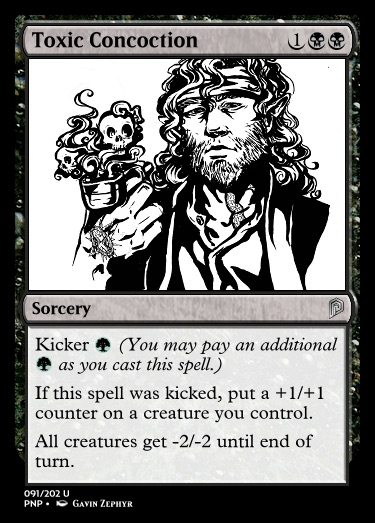 Toxic Concoction 1
Sorcery
Kicker (You may pay an additional
as you cast this spell.)
If this spell was kicked, put a +1/+1
counter on a creature you control.
All creatures get -2/-2 until end of
turn.
091/202 U
PNP • Gavin Zephyr